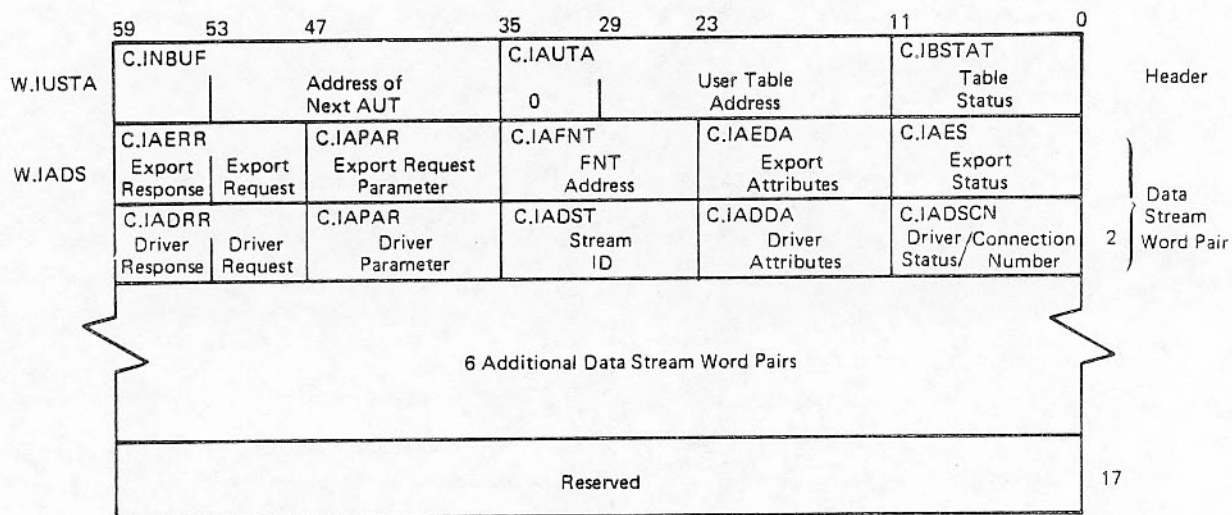 59 53 47 35 29 23 11 0
W.IUSTA C.INBUF C.IAUTA C.IBSTAT Header
Address of User Table Table
Next AUT 0 Address Status
W.IADS C.IAERR C.IAPAR C.IAFNT C.IAEDA C.IAES
Export Export Export Request FNT Export Export
Response Request Parameter Address Attributes Status
C.IADRR C.IAPAR C.IADST C.IADDA C.IADSCN
Driver Driver Driver Stream Driver Driver /Connection 2
Response Request Parameter ID Attributes Status/ Number
Data
Stream
Word Pair
6 Additional Data Stream Word Pairs
Reserved 17